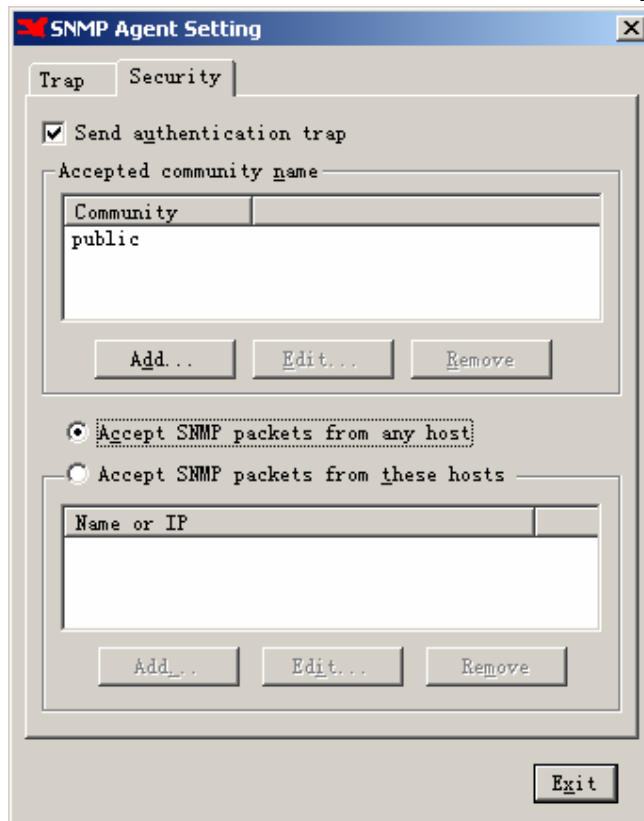 SNMP Agent Setting
Trap Security
Send authentication trap
Accepted community name
Community
public
Add... Edit... Remove
Accept SNMP packets from any host
Accept SNMP packets from these hosts
Name or IP
Add... Edit... Remove
Exit